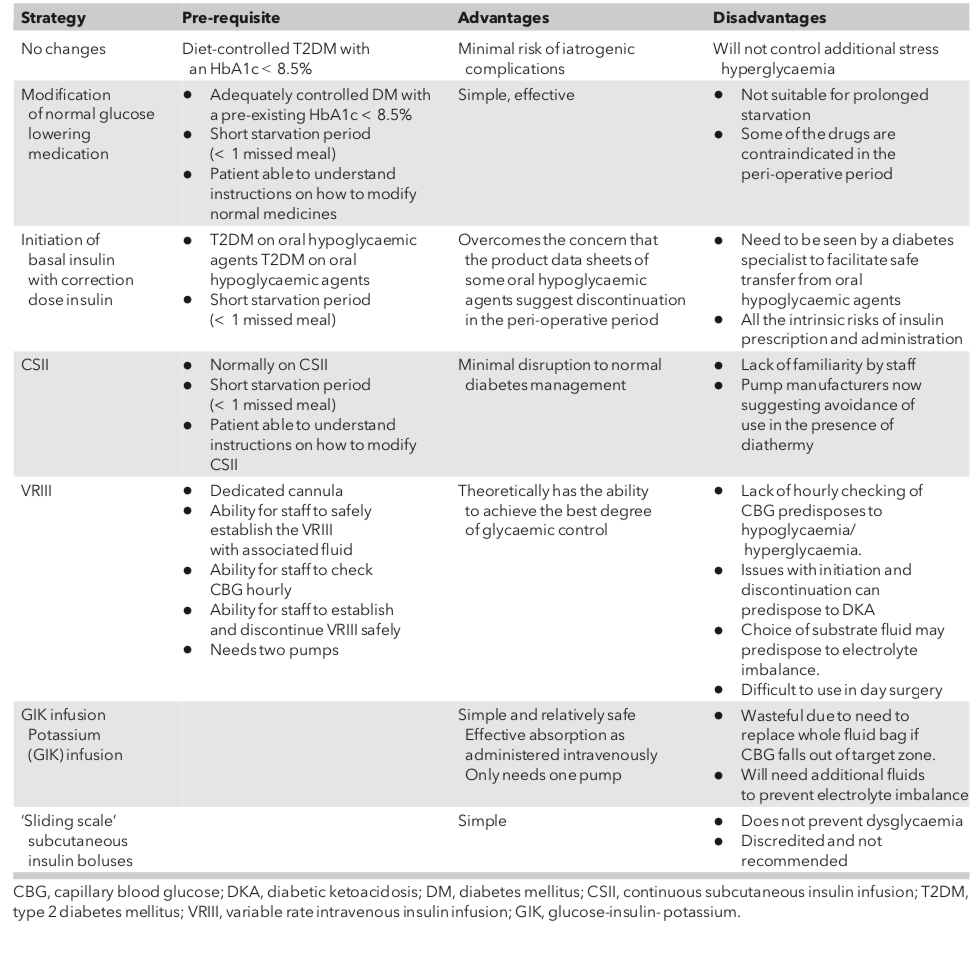 Strategy Pre-requisite Advantages Disadvantages
No changes
Diet-controlled T2DM with
an HbA1c < 8.5%
Minimal risk of iatrogenic
complications
Will not control additional stress
hyperglycaemia
Modification
of normal glucose
lowering
medication
● Adequately controlled DM with
a pre-existing HbA1c < 8.5%
● Short starvation period
(< 1 missed meal)
● Patient able to understand
instructions on how to modify
normal medicines
Simple, effective
● Not suitable for prolonged
starvation
● Some of the drugs are
contraindicated in the
peri-operative period
Initiation of
basal insulin
with correction
dose insulin
● T2DM on oral hypoglycaemic
agents T2DM on oral
hypoglycaemic agents
● Short starvation period
(< 1 missed meal)
Overcomes the concern that
the product data sheets of
some oral hypoglycaemic
agents suggest discontinuation
in the peri-operative period
● Need to be seen by a diabetes
specialist to facilitate safe
transfer from oral
hypoglycaemic agents
● All the intrinsic risks of insulin
prescription and administration
CSII
● Normally on CSII
● Short starvation period
(< 1 missed meal)
● Patient able to understand
instructions on how to modify
CSII
Minimal disruption to normal
diabetes management
● Lack of familiarity by staff
● Pump manufacturers now
suggesting avoidance of
use in the presence of
diathermy
VRIII
● Dedicated cannula
● Ability for staff to safely
establish the VRIII
with associated fluid
● Ability for staff to check
CBG hourly
● Ability for staff to establish
and discontinue VRIII safely
● Needs two pumps
Theoretically has the ability
to achieve the best degree
of glycaemic control
● Lack of hourly checking of
CBG predisposes to
hypoglycaemia/
hyperglycaemia.
● Issues with initiation and
discontinuation can
predispose to DKA
● Choice of substrate fluid may
predispose to electrolyte
imbalance.
● Difficult to use in day surgery
GIK infusion
Potassium
(GIK) infusion
Simple and relatively safe
Effective absorption as
administered intravenously
Only needs one pump
● Wasteful due to need to
replace whole fluid bag if
CBG falls out of target zone.
● Will need additional fluids
to prevent electrolyte imbalance
‘Sliding scale’
subcutaneous
insulin boluses
Simple
● Does not prevent dysglycaemia
● Discredited and not
recommended
CBG, capillary blood glucose; DKA, diabetic ketoacidosis; DM, diabetes mellitus; CSII, continuous subcutaneous insulin infusion; T2DM,
type 2 diabetes mellitus; VRIII, variable rate intravenous insulin infusion; GIK, glucose-insulin- potassium.